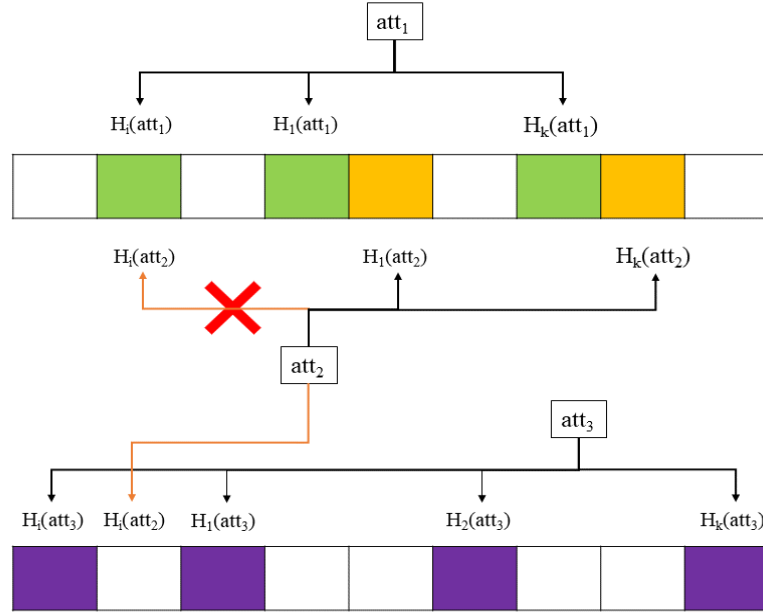 att₁
Hᵢ(att₁) H₁(att₁) Hₖ(att₁)
Hᵢ(att₂) H₁(att₂) Hₖ(att₂)
att₂
att₃
Hᵢ(att₃) Hᵢ(att₂) H₁(att₃) H₂(att₃) Hₖ(att₃)